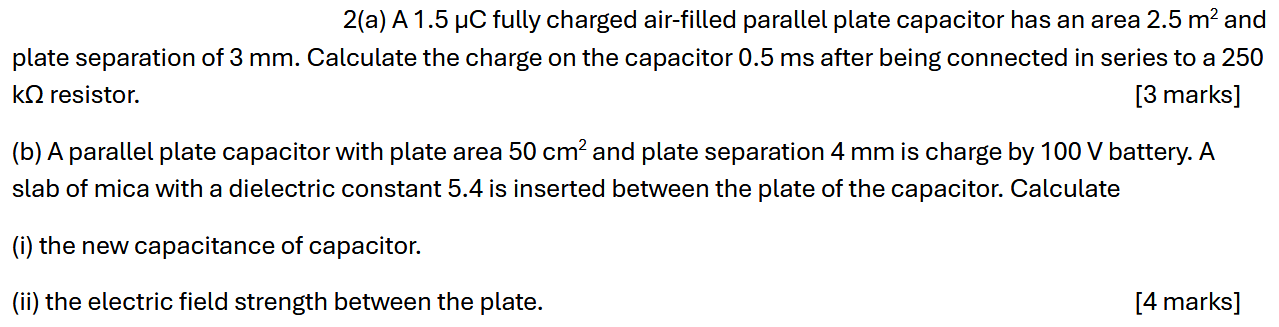 2(a) A 1.5 µC fully charged air-filled parallel plate capacitor has an area 2.5 m² and
plate separation of 3 mm. Calculate the charge on the capacitor 0.5 ms after being connected in series to a 250
kΩ resistor. [3 marks]
(b) A parallel plate capacitor with plate area 50 cm² and plate separation 4 mm is charge by 100 V battery. A
slab of mica with a dielectric constant 5.4 is inserted between the plate of the capacitor. Calculate
(i) the new capacitance of capacitor.
(ii) the electric field strength between the plate. [4 marks]